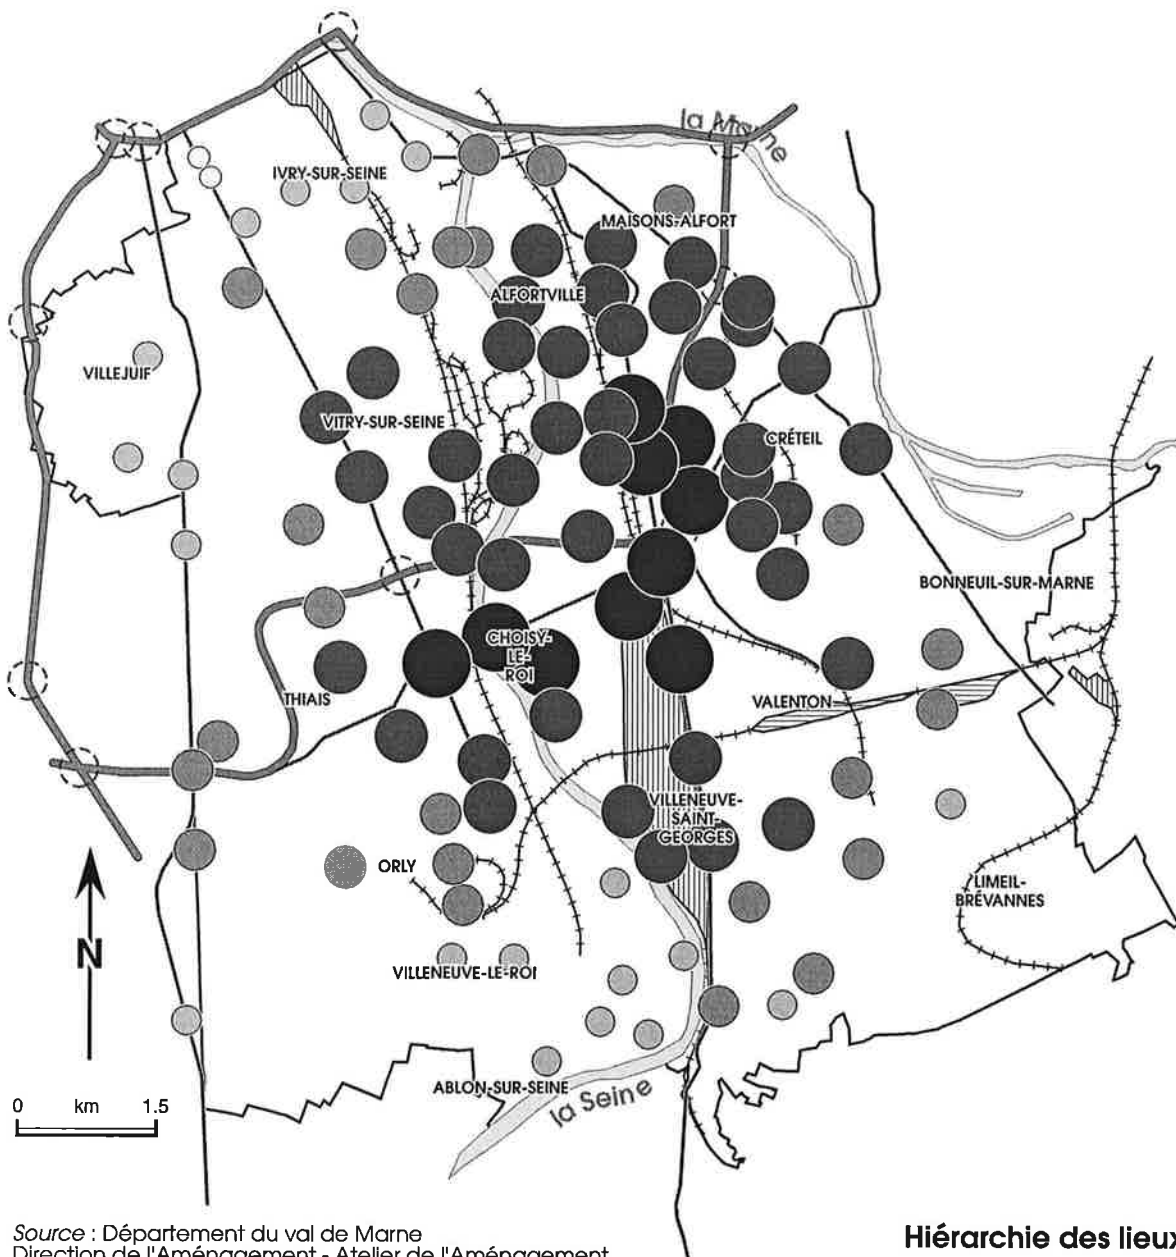 la Marne
IVRY-SUR-SEINE
MAISONS-ALFORT
ALFORTVILLE
VILLEJUIF
VITRY-SUR-SEINE
CRÉTEIL
BONNEUIL-SUR-MARNE
CHOISY-
LE-
ROI
THIAIS
VALENTON
VILLENEUVE-
SAINT-
GEORGES
ORLY
LIMEIL-
BRÉVANNES
N
VILLENEUVE-LE-ROI
ABLON-SUR-SEINE
la Seine
0 km 1.5
Source : Département du val de Marne
Direction de l'Aménagement - Atelier de l'Aménagement
Hiérarchie des lieux